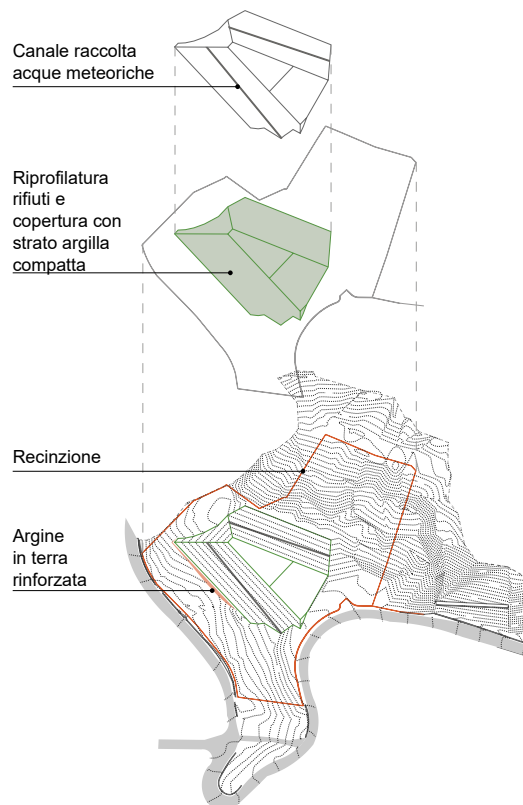 Canale raccolta
acque meteoriche
Riprofilatura
rifiuti e
copertura con
strato argilla
compatta
Recinzione
Argine
in terra
rinforzata